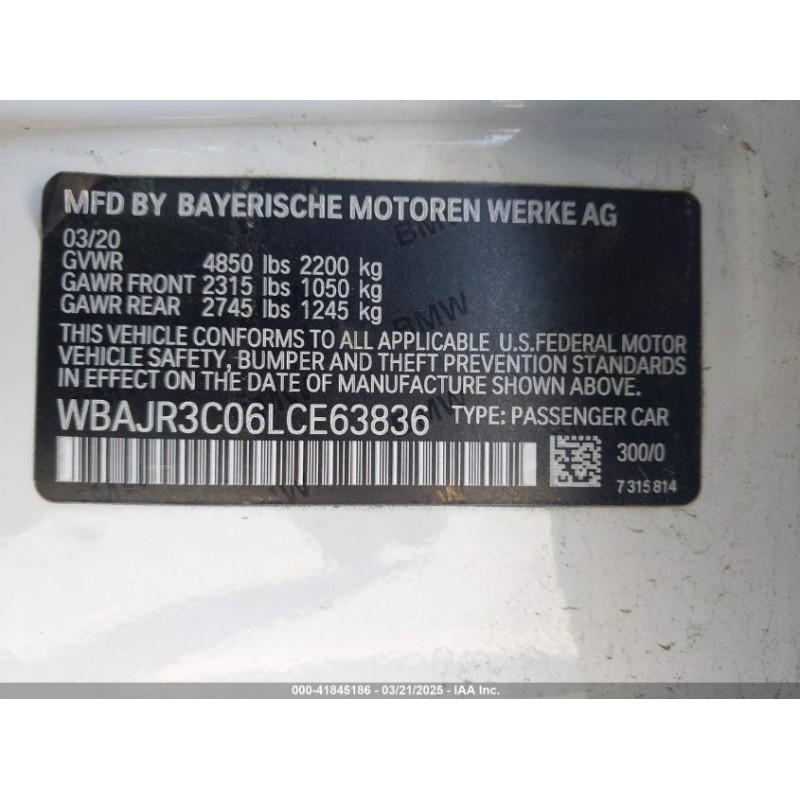 MFD BY BAYERISCHE MOTOREN WERKE AG
03/20
GVWR 4850 lbs 2200 kg
GAWR FRONT 2315 lbs 1050 kg
GAWR REAR 2745 lbs 1245 kg
THIS VEHICLE CONFORMS TO ALL APPLICABLE U.S.FEDERAL MOTOR
VEHICLE SAFETY, BUMPER AND THEFT PREVENTION STANDARDS
IN EFFECT ON THE DATE OF MANUFACTURE SHOWN ABOVE.
WBAJR3C06LCE63836 TYPE: PASSENGER CAR
300/0
7315814
BMW
BMW
000-41845186 - 03/21/2025 - IAA Inc.